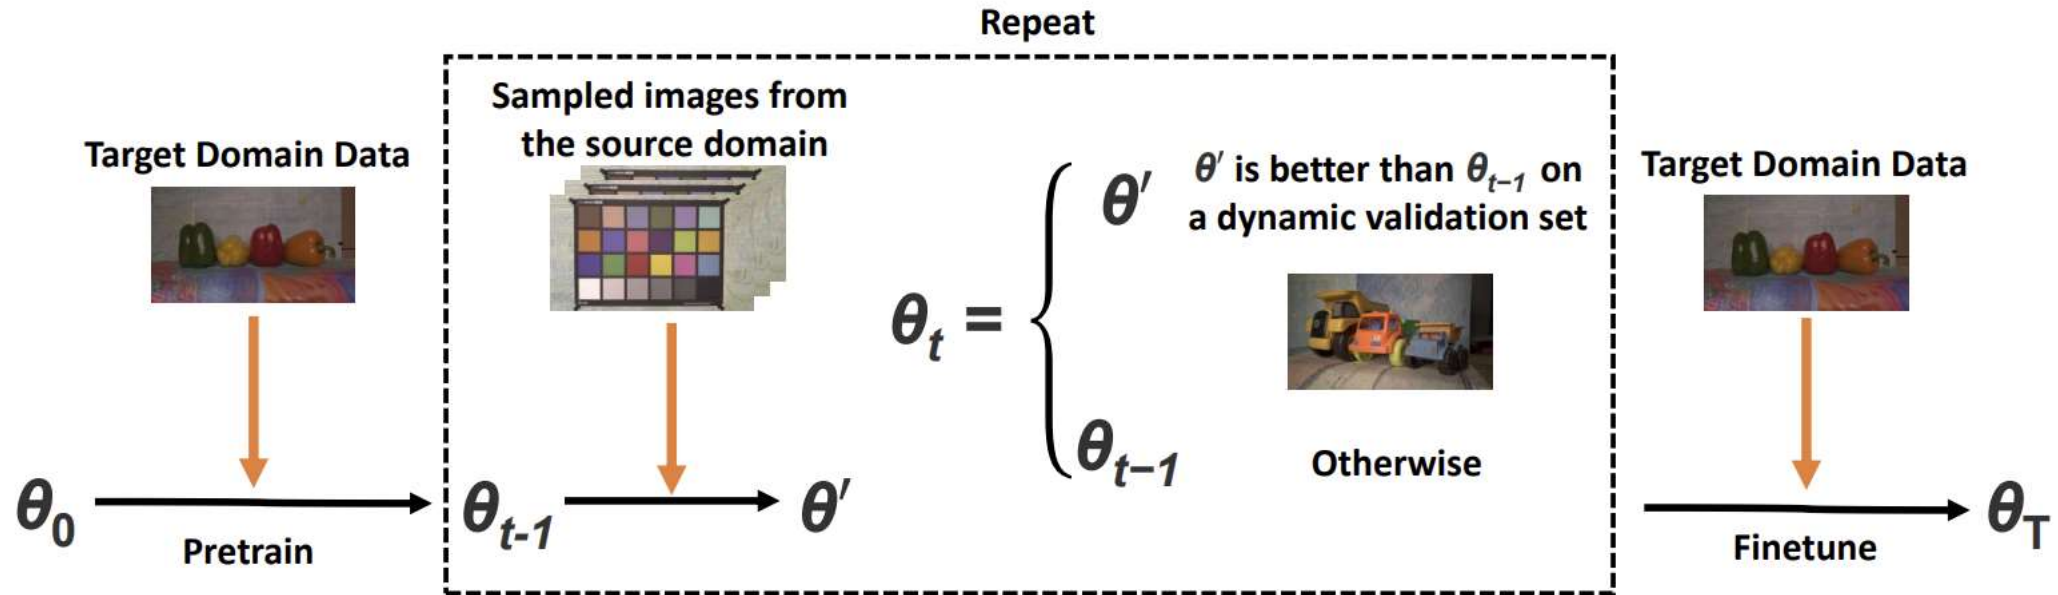 Repeat
Target Domain Data
Pretrain
θ0
Sampled images from
the source domain
θt-1
θ′
θt =
θ′
θ′ is better than θt−1 on
a dynamic validation set
θt−1
Otherwise
Target Domain Data
Finetune
θT